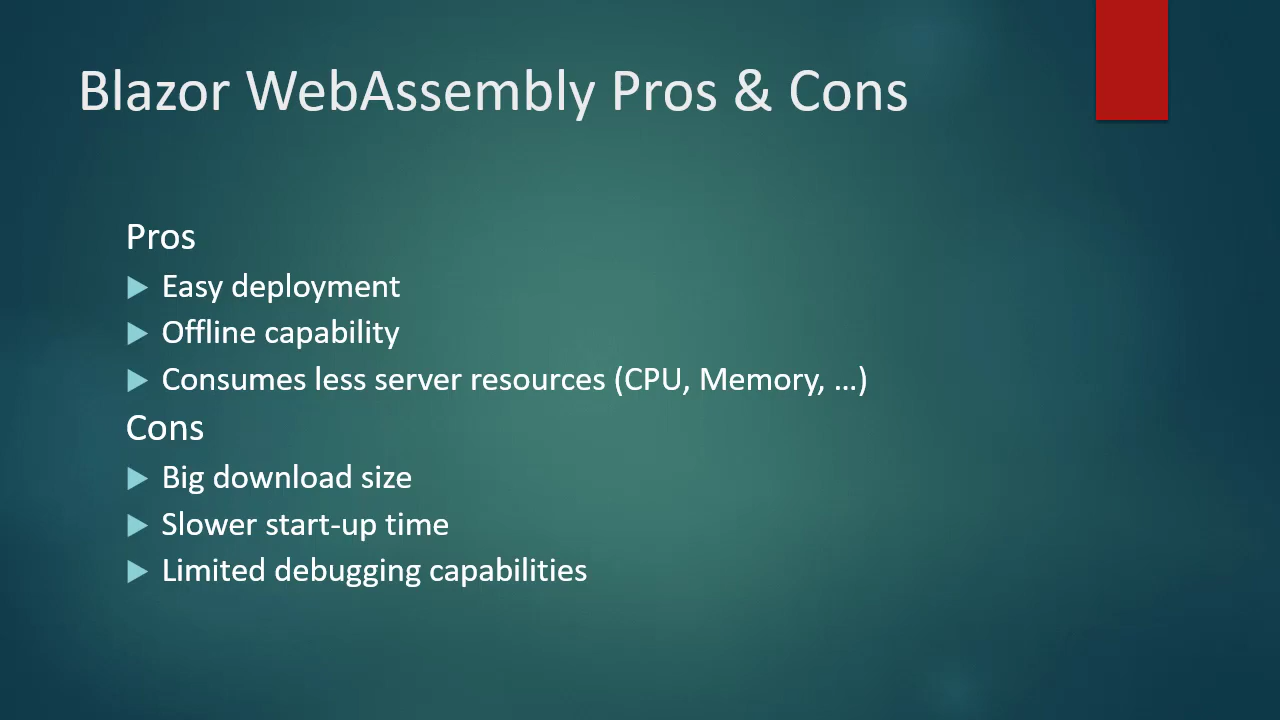 Blazor WebAssembly Pros & Cons
Pros
Easy deployment
Offline capability
Consumes less server resources (CPU, Memory, …)
Cons
Big download size
Slower start-up time
Limited debugging capabilities